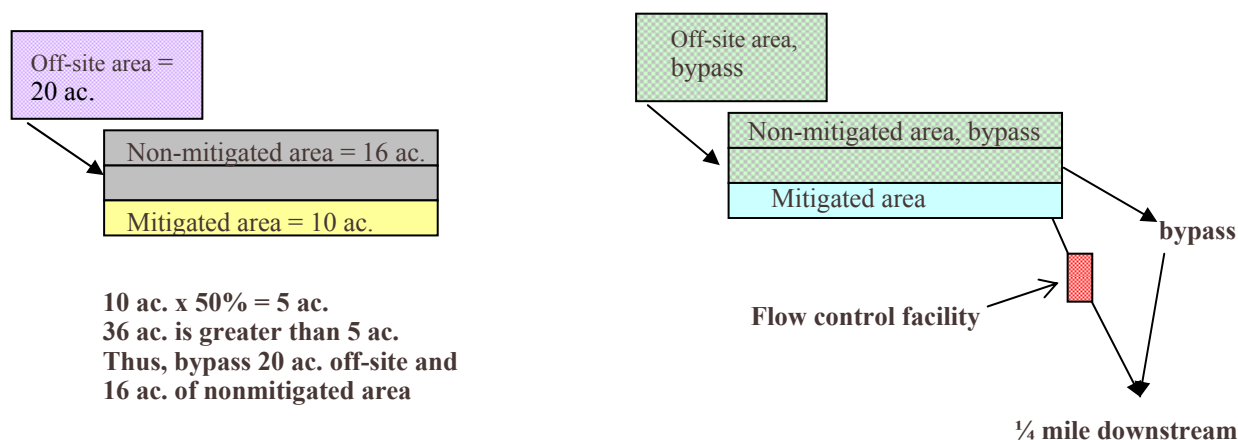 Off-site area =
20 ac.
Non-mitigated area = 16 ac.
Mitigated area = 10 ac.
10 ac. x 50% = 5 ac.
36 ac. is greater than 5 ac.
Thus, bypass 20 ac. off-site and
16 ac. of nonmitigated area
Off-site area,
bypass
Non-mitigated area, bypass
Mitigated area
bypass
Flow control facility
¼ mile downstream